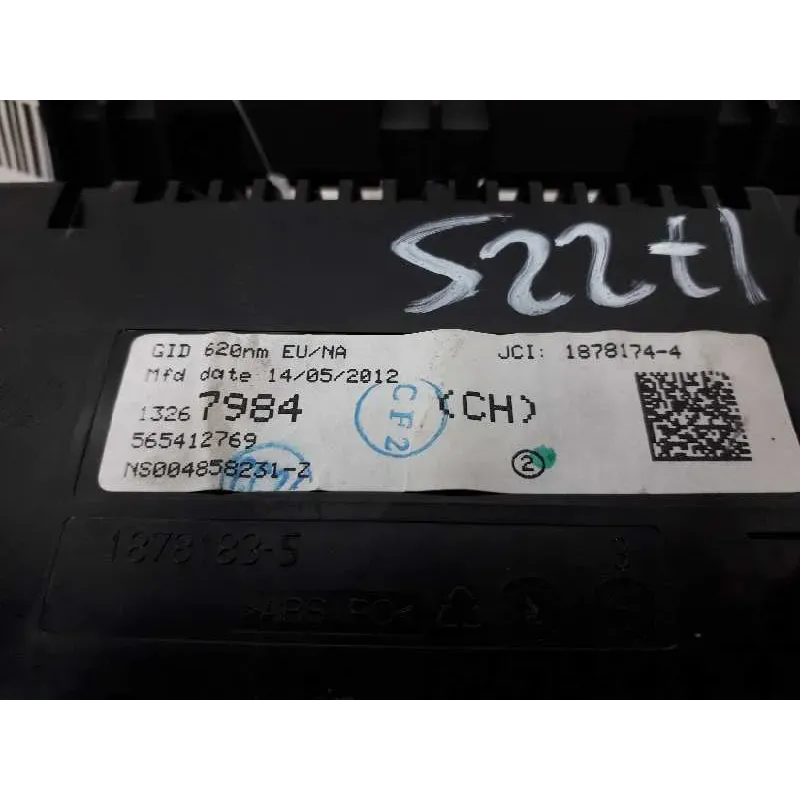 522t1
GID 620nm EU/NA JCI: 1878174-4
Mfd date 14/05/2012
1326 7984 (CH)
CF2
565412769
2
NS004858231-Z
1878183-5 3
>ABS+PC<